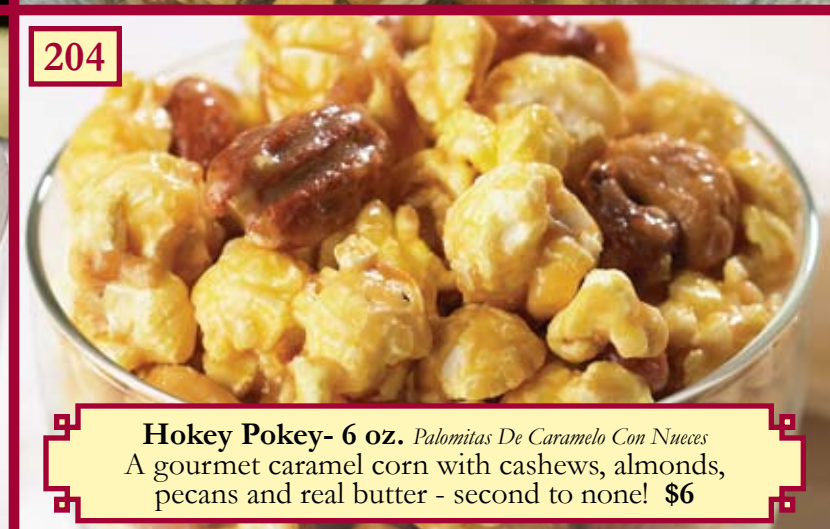 204
Hokey Pokey- 6 oz. Palomitas De Caramelo Con Nueces
A gourmet caramel corn with cashews, almonds,
pecans and real butter - second to none! $6